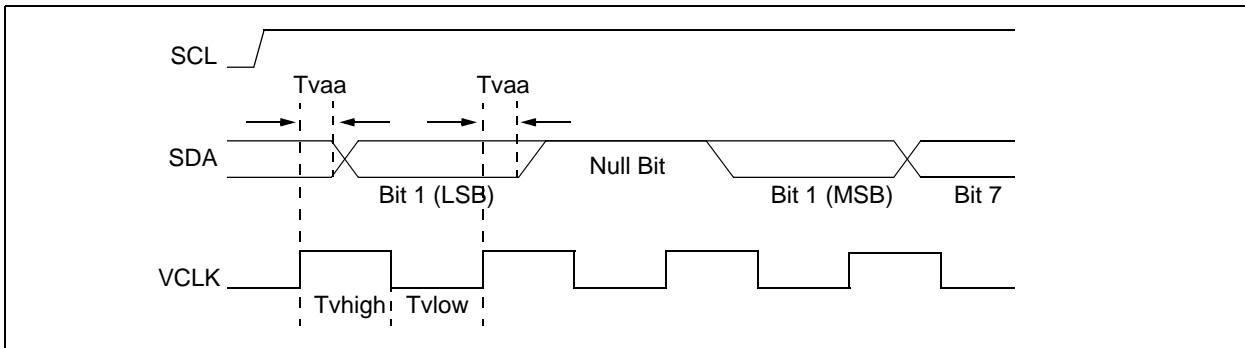 SCL
Tvaa Tvaa
SDA
Null Bit
Bit 1 (LSB) Bit 1 (MSB) Bit 7
VCLK
Tvhigh Tvlow